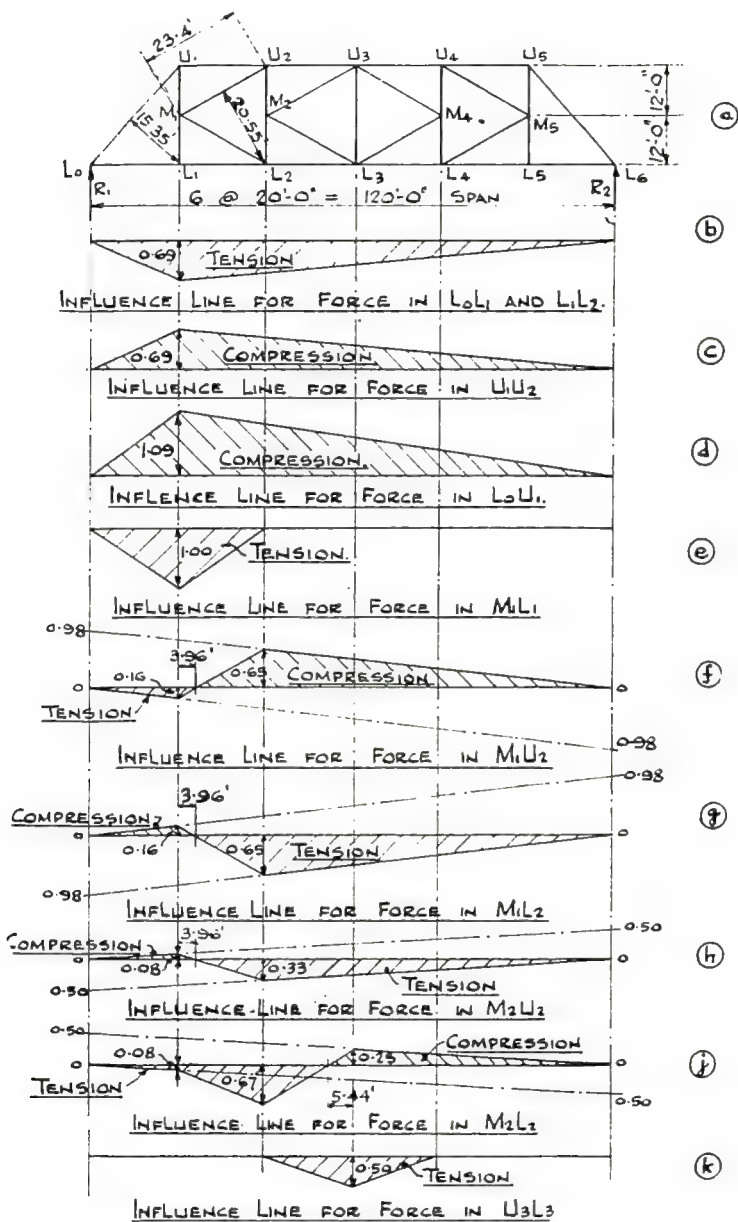 23·4'
U1 U2 U3 U4 U5
12'-0"
M M2 20·55 M4 M5
ⓐ
15·35'
12'-0"
L0 L1 L2 L3 L4 L5 L6
R1 R2
6 @ 20'-0" = 120'-0" SPAN
ⓑ
0·69 TENSION
INFLUENCE LINE FOR FORCE IN L0L1 AND L1L2.
ⓒ
0·69 COMPRESSION
INFLUENCE LINE FOR FORCE IN U1U2
1·09 COMPRESSION.
ⓓ
INFLENCE LINE FOR FORCE IN L0U1.
1·00 TENSION.
ⓔ
INFLUENCE LINE FOR FORCE IN M1L1
0·98
0·16 3·96'
0·65 COMPRESSION
ⓕ
0 0
TENSION
0·98
INFLUENCE LINE FOR FORCE IN M1U2
0·98
3·96'
COMPRESSION
ⓖ
0 0·16 0·65 TENSION 0
0·98
INFLUENCE LINE FOR FORCE IN M1L2
0·50
COMPRESSION 3·96'
0 0·08 0·33 0
ⓗ
TENSION
0·50
INFLUENCE-LINE FOR FORCE IN M2U2
0·50
COMPRESSION
0·08
0 0·67 0·25 0
ⓙ
TENSION
5·44'
0·50
INFLUENCE LINE FOR FORCE IN M2L2
0·50 TENSION
ⓚ
INFLUENCE LINE FOR FORCE IN U3L3